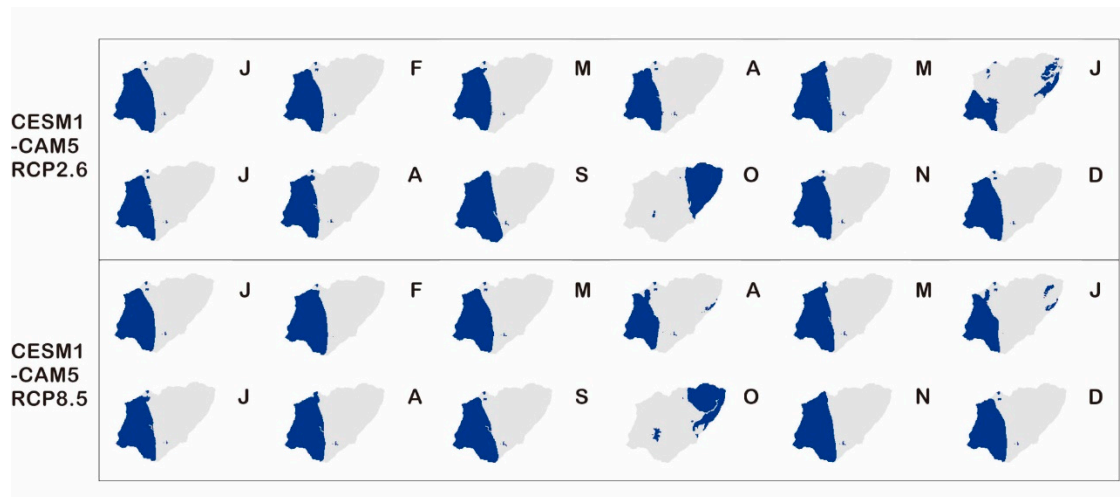 J F M A M J
CESM1
-CAM5
RCP2.6
J A S O N D
J F M A M J
CESM1
-CAM5
RCP8.5
J A S O N D